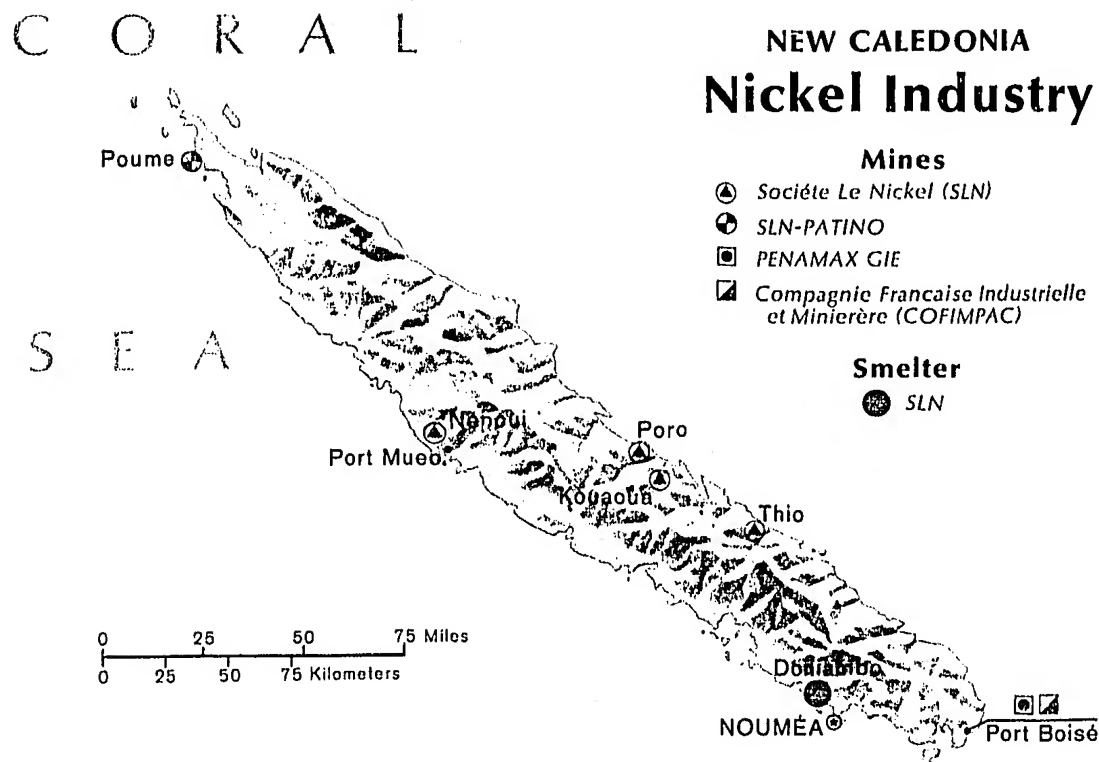 CORAL
SEA
NEW CALEDONIA
Nickel Industry
Mines
Sociéte Le Nickel (SLN)
SLN-PATINO
PENAMAX GIE
Compagnie Francaise Industrielle
et Minierère (COFIMPAC)
Smelter
SLN
Poume
Nepoui
Port Mueo
Poro
Kouaoua
Thio
Doniambo
NOUMÉA
Port Boisé
0 25 50 75 Miles
0 25 50 75 Kilometers